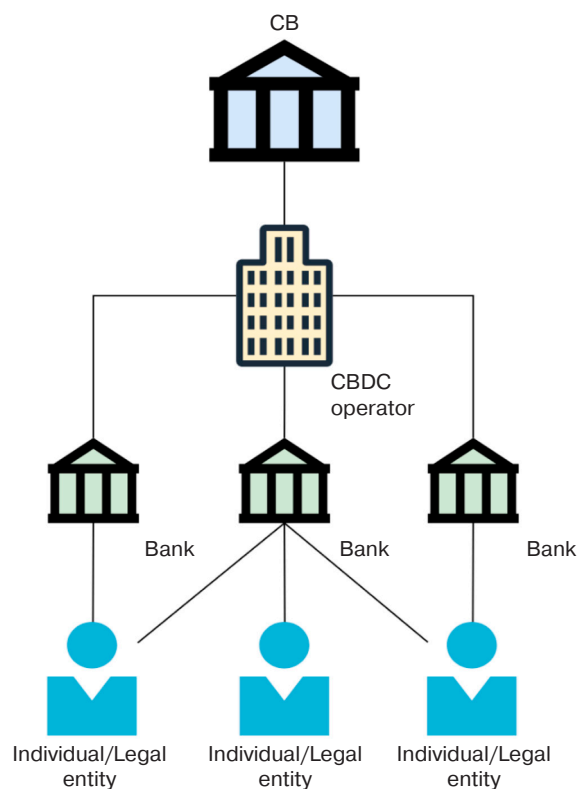 CB
CBDC
operator
Bank
Bank
Bank
Individual/Legal
entity
Individual/Legal
entity
Individual/Legal
entity